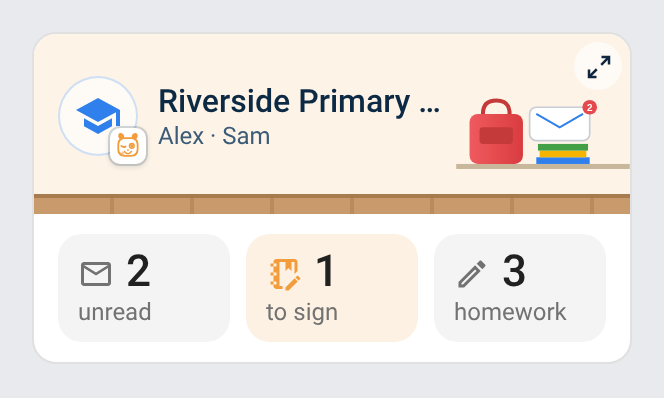 Riverside Primary ...
Alex · Sam
2
2
unread
1
to sign
3
homework